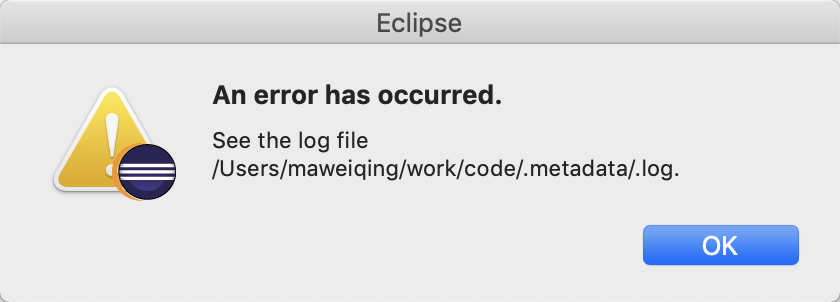 Eclipse
An error has occurred.
See the log file
/Users/maweiqing/work/code/.metadata/.log.
OK